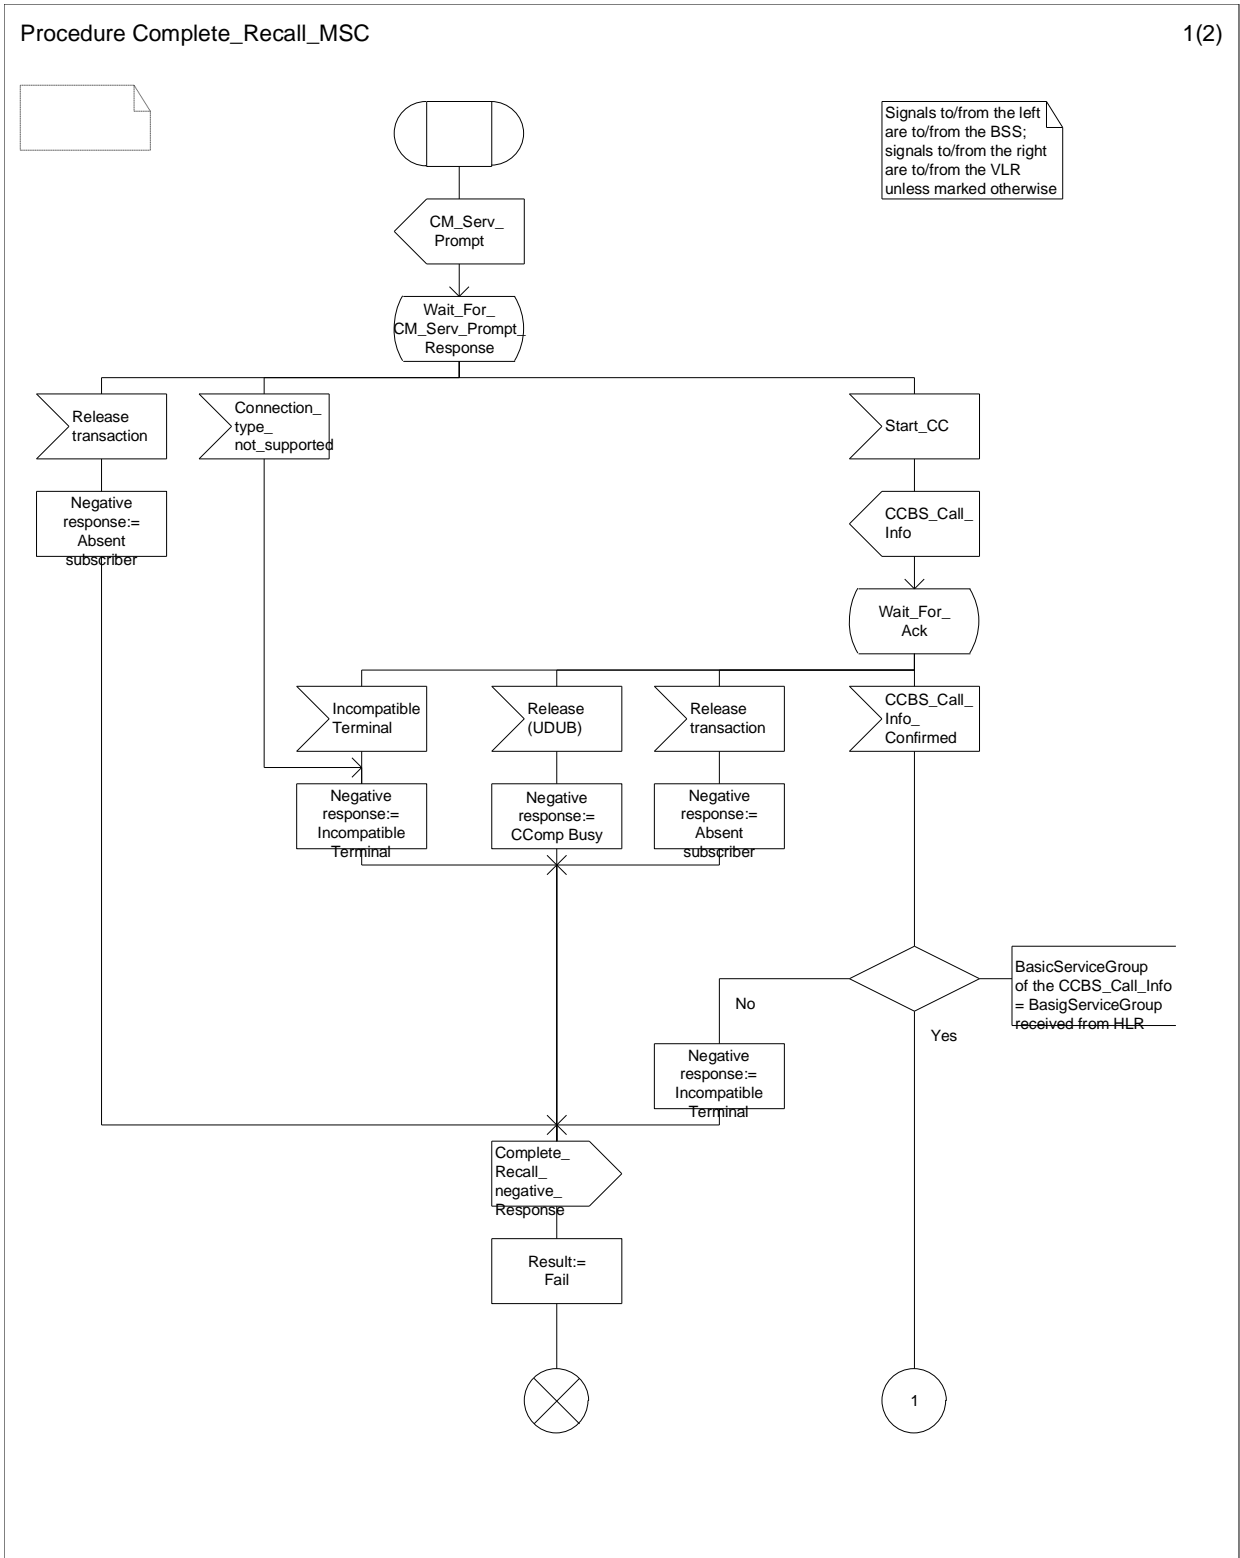 Procedure Complete_Recall_MSC
1(2)
Signals to/from the left
are to/from the BSS;
signals to/from the right
are to/from the VLR
unless marked otherwise
CM_Serv_
Prompt
Wait_For_
CM_Serv_Prompt_
Response
Release
transaction
Connection_
type_
not_supported
Start_CC
Negative
response:=
Absent
subscriber
CCBS_Call_
Info
Wait_For_
Ack
Incompatible
Terminal
Release
(UDUB)
Release
transaction
CCBS_Call_
Info_
Confirmed
Negative
response:=
Incompatible
Terminal
Negative
response:=
CComp Busy
Negative
response:=
Absent
subscriber
BasicServiceGroup
of the CCBS_Call_Info
= BasigServiceGroup
received from HLR
No
Yes
Negative
response:=
Incompatible
Terminal
Complete_
Recall_
negative_
Response
Result:=
Fail
1